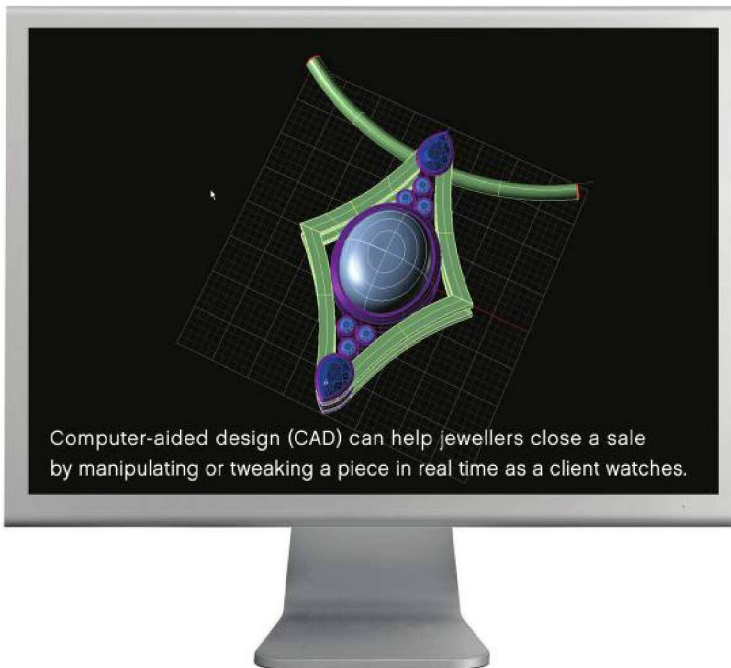 Computer-aided design (CAD) can help jewellers close a sale
by manipulating or tweaking a piece in real time as a client watches.